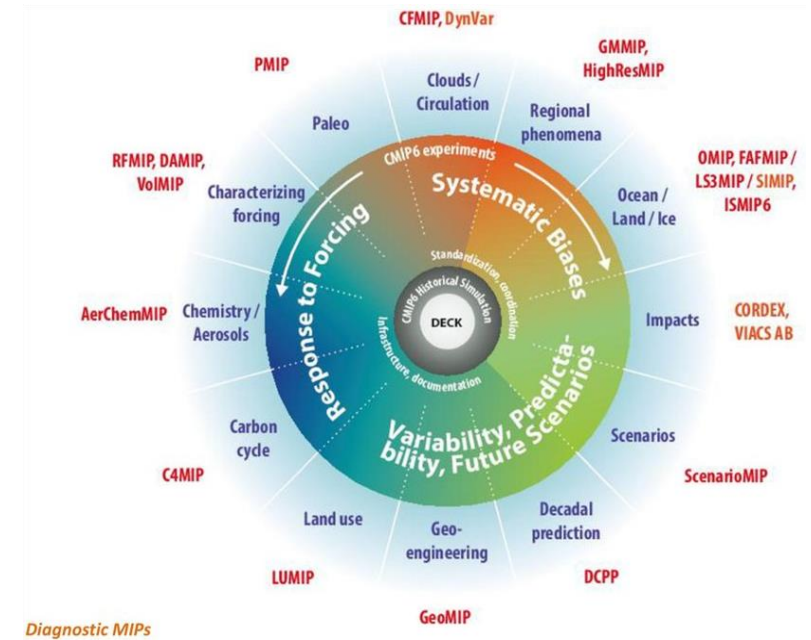 CFMIP, DynVar
GMMIP,
HighResMIP
PMIP
Clouds /
Circulation
Regional
phenomena
Paleo
OMIP, FAFMIP /
LS3MIP / SIMIP,
ISMIP6
RFMIP, DAMIP,
VolMIP
Characterizing
forcing
Ocean /
Land / Ice
CMIP6 experiments
Systematic Biases
Response to Forcing
Standardization, coordination
CMIP6 Historical Simulation
DECK
Infrastructure, documentation
Variability, Predicta-
bility, Future Scenarios
AerChemMIP
Chemistry /
Aerosols
Impacts
CORDEX,
VIACS AB
Carbon
cycle
Scenarios
C4MIP
ScenarioMIP
Land use
Geo-
engineering
Decadal
prediction
LUMIP
DCPP
GeoMIP
Diagnostic MIPs